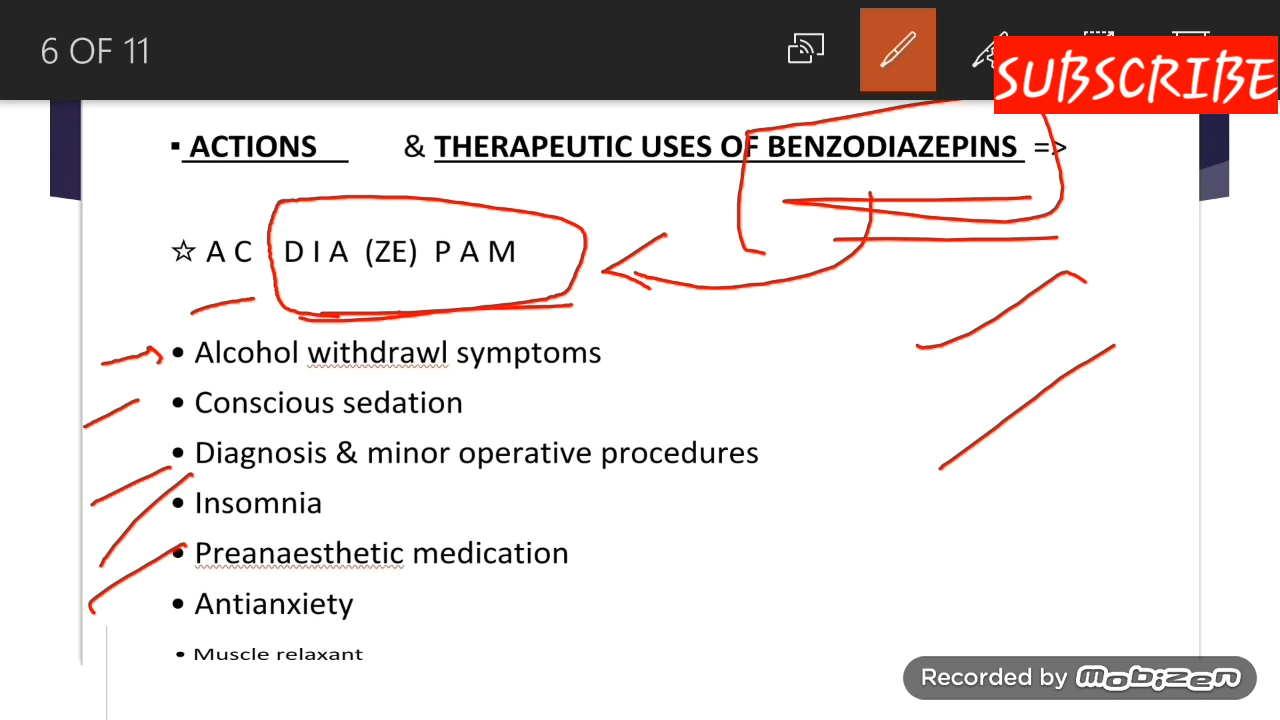 6 OF 11
SUBSCRIBE
▪ ACTIONS & THERAPEUTIC USES OF BENZODIAZEPINS =>
☆ A C D I A (ZE) P A M
• Alcohol withdrawl symptoms
• Conscious sedation
• Diagnosis & minor operative procedures
• Insomnia
• Preanaesthetic medication
• Antianxiety
• Muscle relaxant
Recorded by mobizen